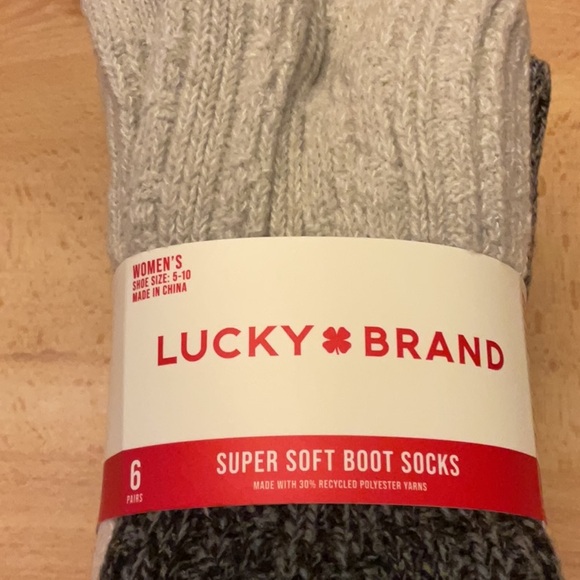 WOMEN'S
SHOE SIZE: 5-10
MADE IN CHINA
LUCKY BRAND
6
PAIRS
SUPER SOFT BOOT SOCKS
MADE WITH 30% RECYCLED POLYESTER YARNS